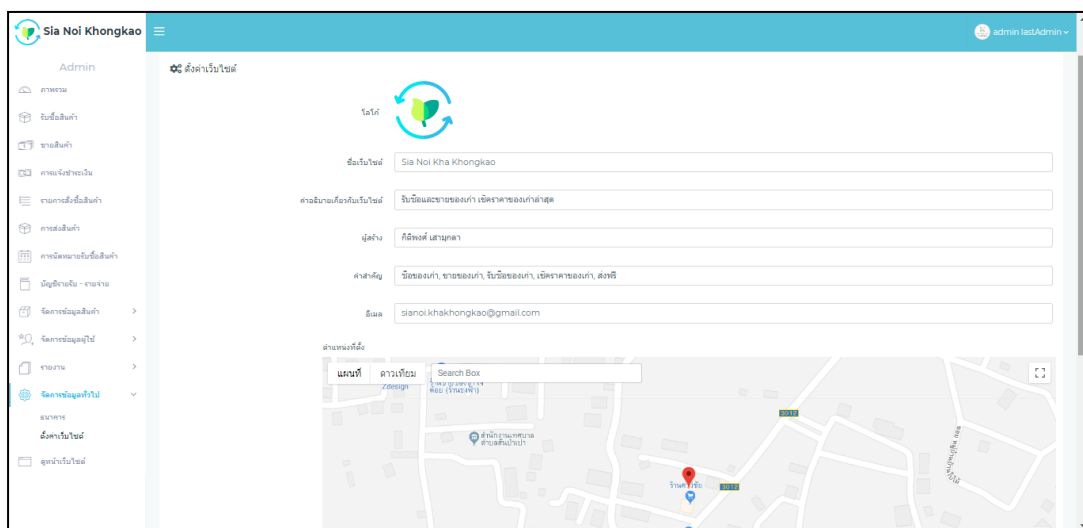 Sia Noi Khongkao
admin lastAdmin
Admin
ภาพรวม
รับซื้อสินค้า
ขายสินค้า
การแจ้งชำระเงิน
รายการสั่งซื้อสินค้า
การส่งสินค้า
การนัดหมายรับซื้อสินค้า
บัญชีรายรับ - รายจ่าย
จัดการข้อมูลสินค้า
จัดการข้อมูลผู้ใช้
รายงาน
จัดการข้อมูลทั่วไป
ธนาคาร
ตั้งค่าเว็บไซต์
ดูหน้าเว็บไซต์
ตั้งค่าเว็บไซต์
โลโก้
ชื่อเว็บไซต์ Sia Noi Kha Khongkao
คำอธิบายเกี่ยวกับเว็บไซต์ รับซื้อและขายของเก่า เช็คราคาของเก่าล่าสุด
ผู้สร้าง กิติพงศ์ เสามุกดา
คำสำคัญ ซื้อของเก่า, ขายของเก่า, รับซื้อของเก่า, เช็คราคาของเก่า, ส่งฟรี
อีเมล sianoi.khakhongkao@gmail.com
ตำแหน่งที่ตั้ง
แผนที่ ดาวเทียม Search Box
Zdesign
3012
สำนักงานเทศบาล
3012